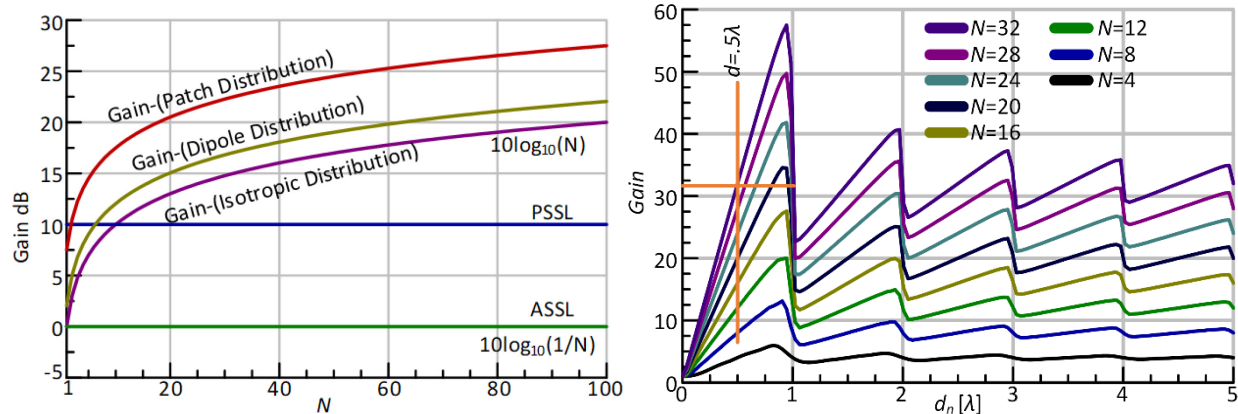 30
25
20
15
10
5
0
-5
Gain dB
Gain-(Patch Distribution)
Gain-(Dipole Distribution)
10log10(N)
Gain-(Isotropic Distribution)
PSSL
ASSL
10log10(1/N)
1
20
40
60
80
100
N
60
50
40
30
20
10
0
Gain
d=.5λ
N=32
N=28
N=24
N=20
N=16
N=12
N=8
N=4
0
1
2
3
4
5
dn [λ]